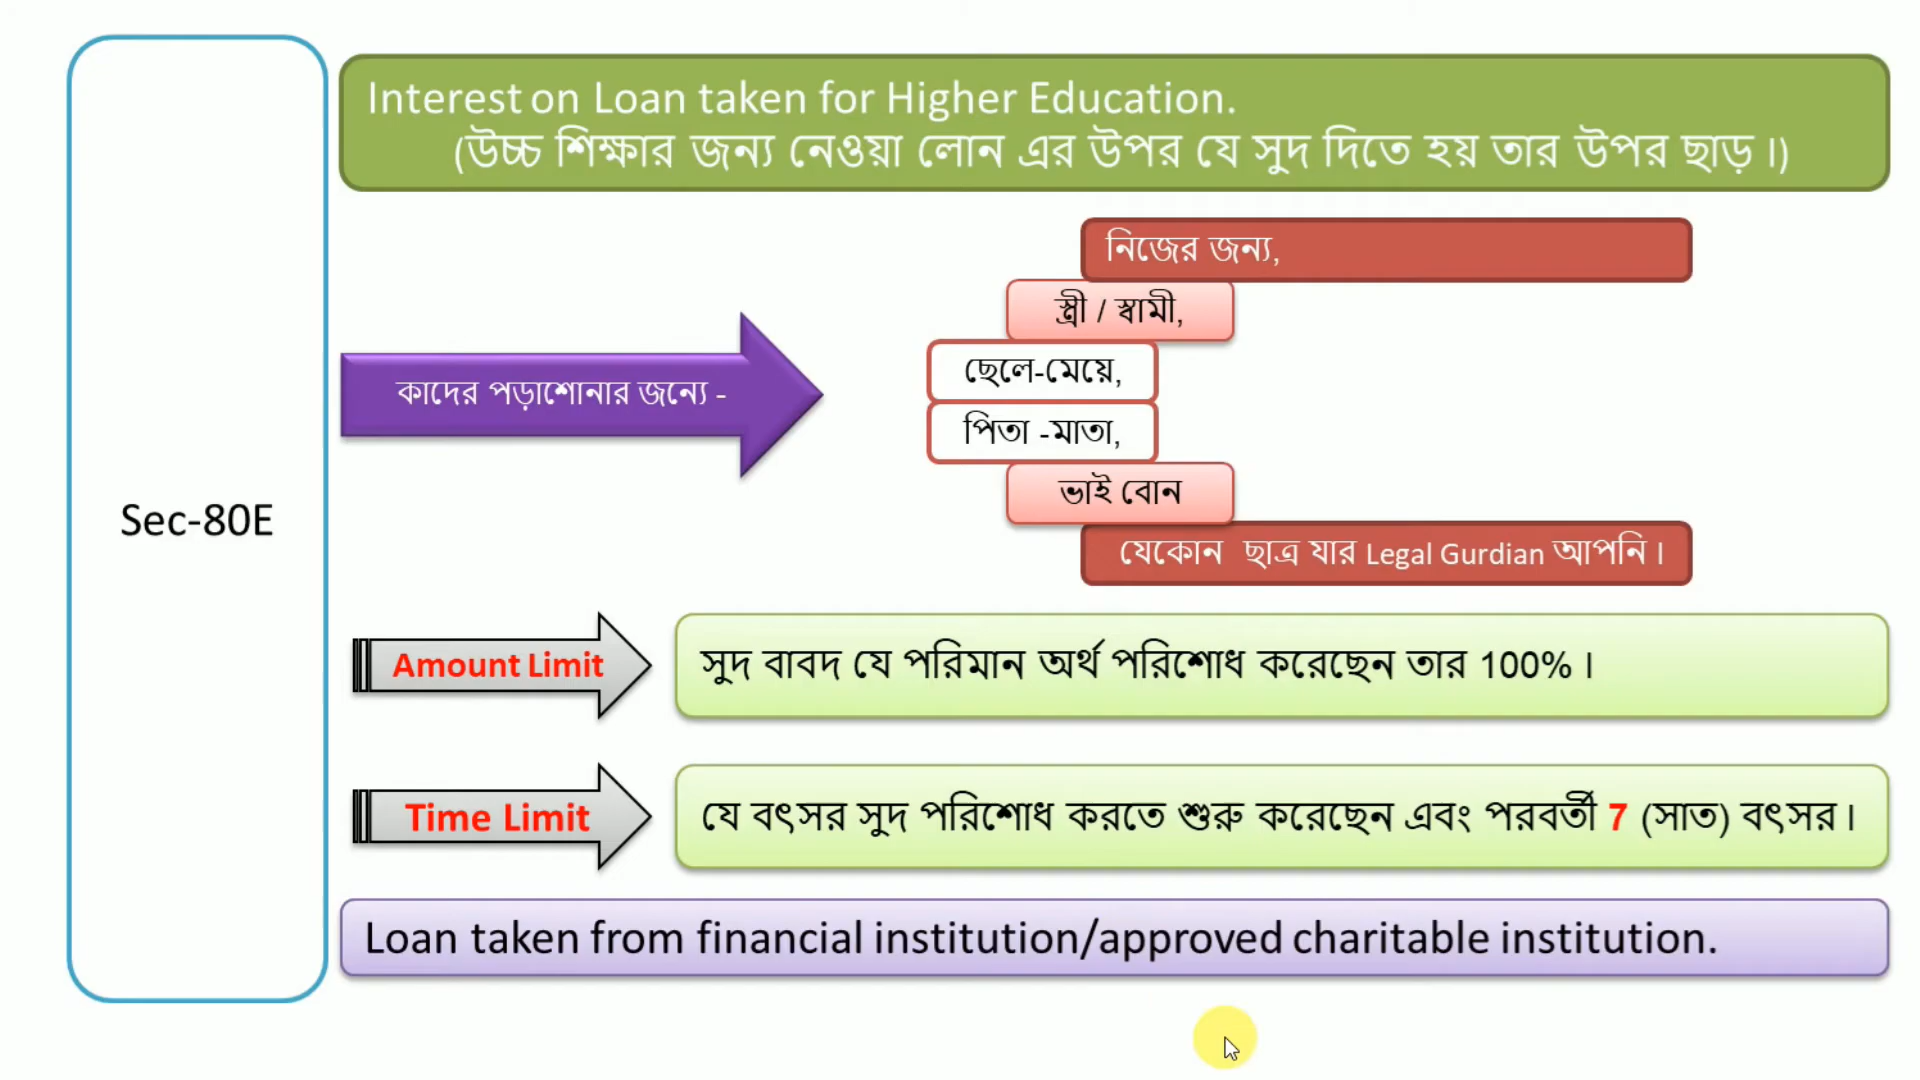 Sec-80E
Interest on Loan taken for Higher Education.
(উচ্চ শিক্ষার জন্য নেওয়া লোন এর উপর যে সুদ দিতে হয় তার উপর ছাড় ।)
কাদের পড়াশোনার জন্যে -
নিজের জন্য,
স্ত্রী / স্বামী,
ছেলে-মেয়ে,
পিতা -মাতা,
ভাই বোন
যেকোন ছাত্র যার Legal Gurdian আপনি ।
Amount Limit
সুদ বাবদ যে পরিমান অর্থ পরিশোধ করেছেন তার 100% ।
Time Limit
যে বৎসর সুদ পরিশোধ করতে শুরু করেছেন এবং পরবর্তী 7 (সাত) বৎসর ।
Loan taken from financial institution/approved charitable institution.